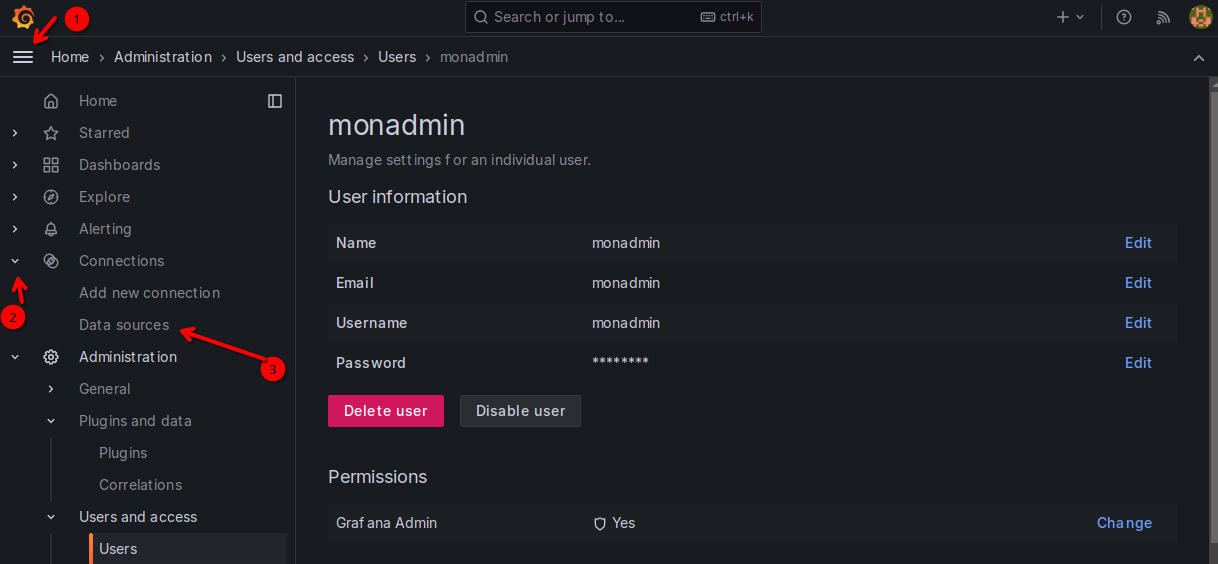 1
Search or jump to... ctrl+k
Home › Administration › Users and access › Users › monadmin
Home
Starred
Dashboards
Explore
Alerting
Connections
Add new connection
2
Data sources
3
Administration
General
Plugins and data
Plugins
Correlations
Users and access
Users
monadmin
Manage settings for an individual user.
User information
Name monadmin Edit
Email monadmin Edit
Username monadmin Edit
Password ******** Edit
Delete user Disable user
Permissions
Grafana Admin Yes Change